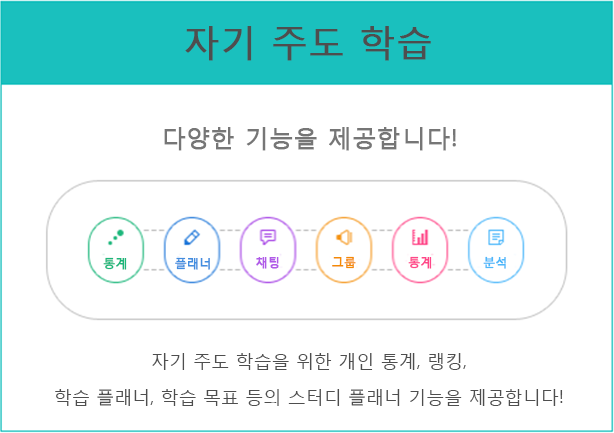 자기 주도 학습
다양한 기능을 제공합니다!
통계 플래너 채팅 그룹 통계 분석
자기 주도 학습을 위한 개인 통계, 랭킹,
학습 플래너, 학습 목표 등의 스터디 플래너 기능을 제공합니다!